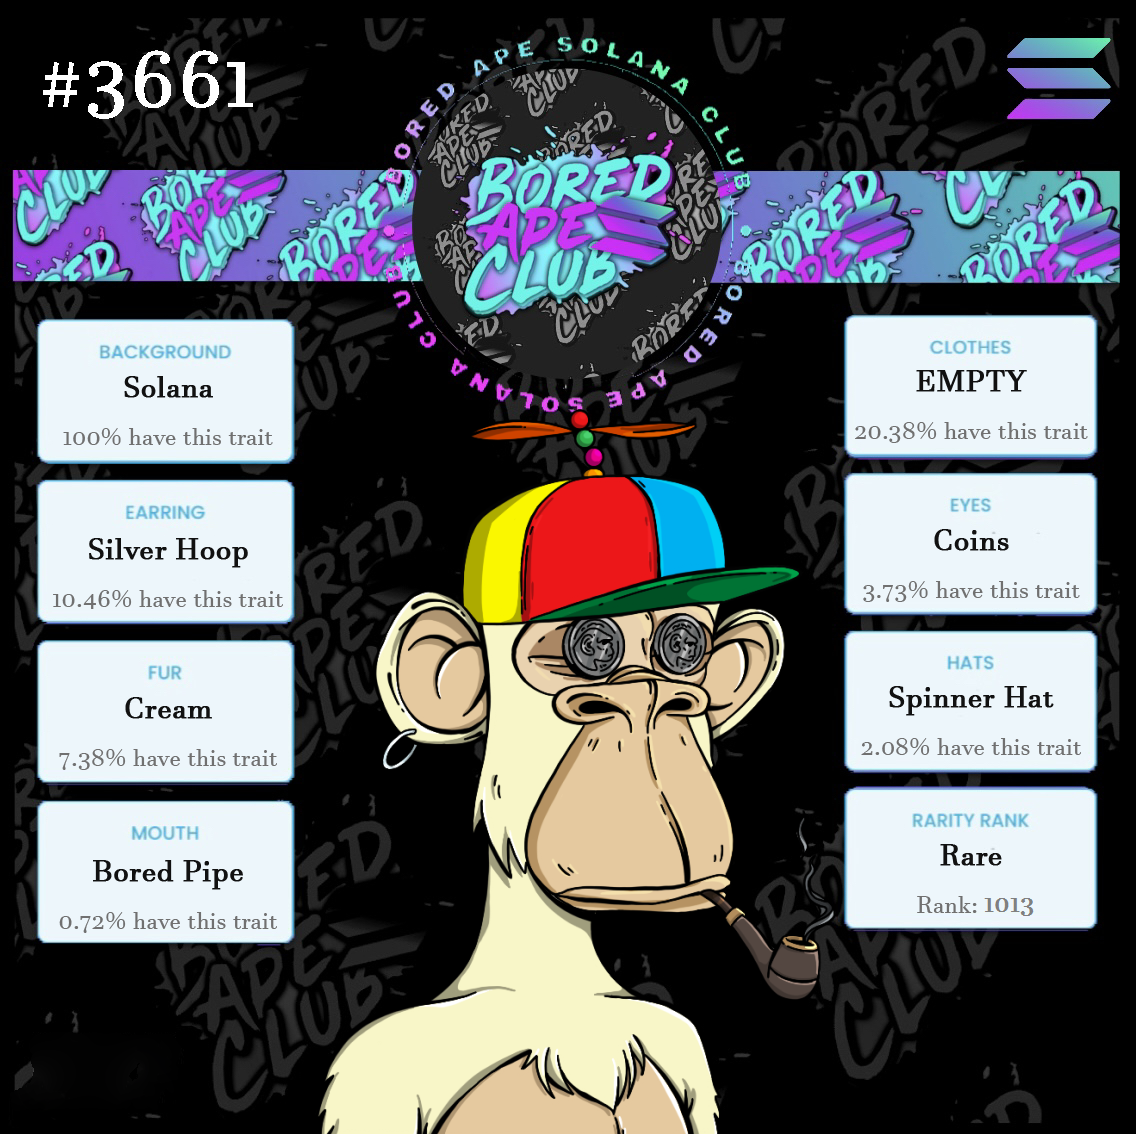 #3661
BORED APE SOLANA CLUB
BORED APE SOLANA CLUB
BORED
APE
CLUB
BACKGROUND
Solana
100% have this trait
EARRING
Silver Hoop
10.46% have this trait
FUR
Cream
7.38% have this trait
MOUTH
Bored Pipe
0.72% have this trait
CLOTHES
EMPTY
20.38% have this trait
EYES
Coins
3.73% have this trait
HATS
Spinner Hat
2.08% have this trait
RARITY RANK
Rare
Rank: 1013